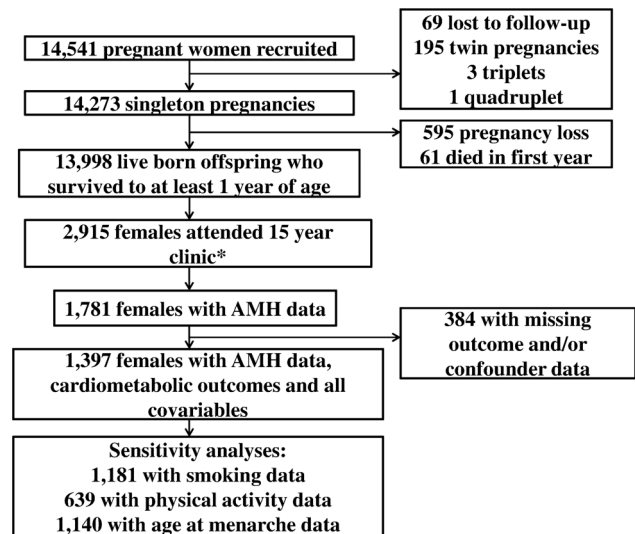 14,541 pregnant women recruited
69 lost to follow-up
195 twin pregnancies
3 triplets
1 quadruplet
14,273 singleton pregnancies
595 pregnancy loss
61 died in first year
13,998 live born offspring who
survived to at least 1 year of age
2,915 females attended 15 year
clinic*
1,781 females with AMH data
384 with missing
outcome and/or
confounder data
1,397 females with AMH data,
cardiometabolic outcomes and all
covariables
Sensitivity analyses:
1,181 with smoking data
639 with physical activity data
1,140 with age at menarche data